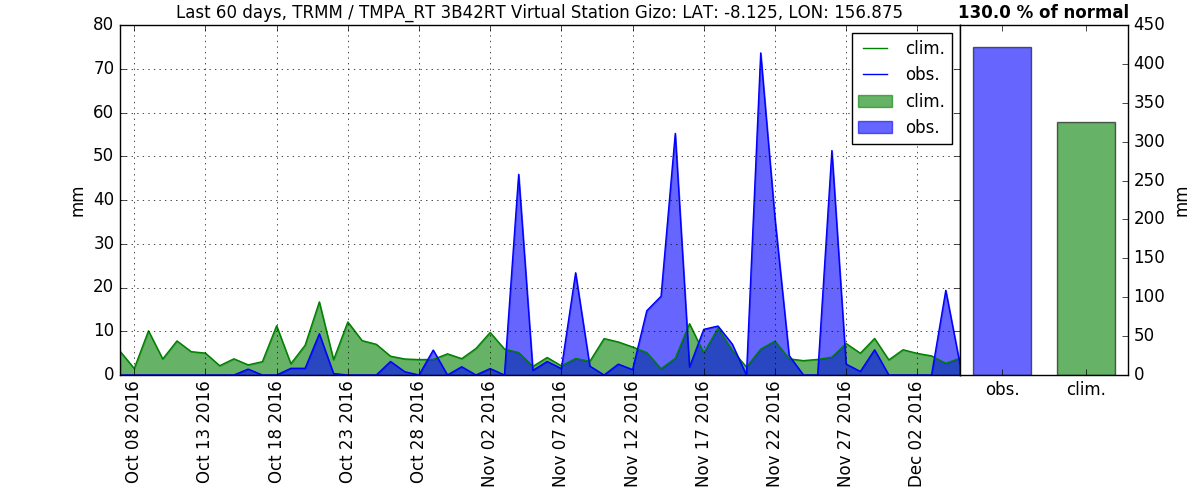 Last 60 days, TRMM / TMPA_RT 3B42RT Virtual Station Gizo: LAT: -8.125, LON: 156.875
130.0 % of normal
80
70
60
50
40
30
20
10
0
mm
clim.
obs.
clim.
obs.
450
400
350
300
250
200
150
100
50
0
mm
obs.
clim.
Oct 08 2016
Oct 13 2016
Oct 18 2016
Oct 23 2016
Oct 28 2016
Nov 02 2016
Nov 07 2016
Nov 12 2016
Nov 17 2016
Nov 22 2016
Nov 27 2016
Dec 02 2016